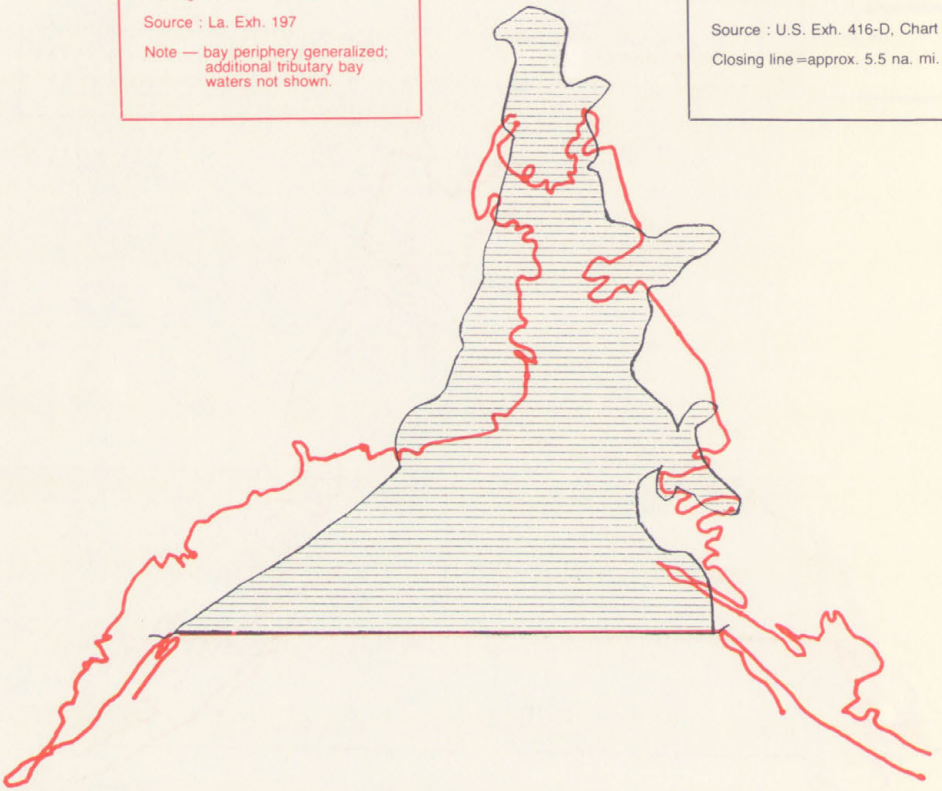 Source : La. Exh. 197
Note — bay periphery generalized;
additional tributary bay
waters not shown.
Source : U.S. Exh. 416-D, Chart
Closing line =approx. 5.5 na. mi.